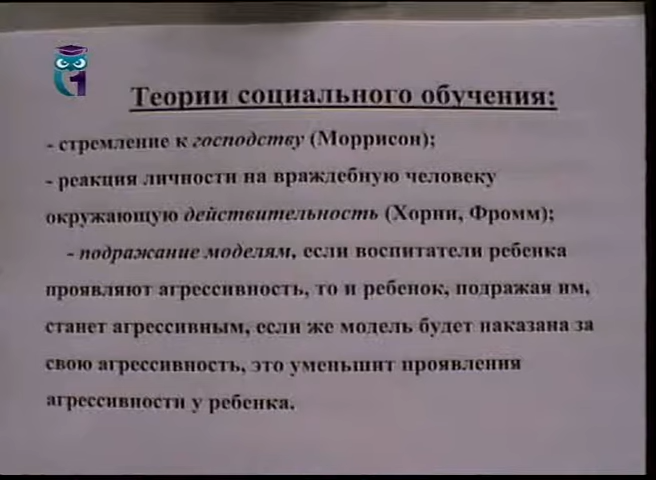 1
Теории социального обучения:
- стремление к господству (Моррисон);
- реакция личности на враждебную человеку
окружающую действительность (Хорни, Фромм);
- подражание моделям, если воспитатели ребенка
проявляют агрессивность, то и ребенок, подражая им,
станет агрессивным, если же модель будет наказана за
свою агрессивность, это уменьшит проявления
агрессивности у ребенка.